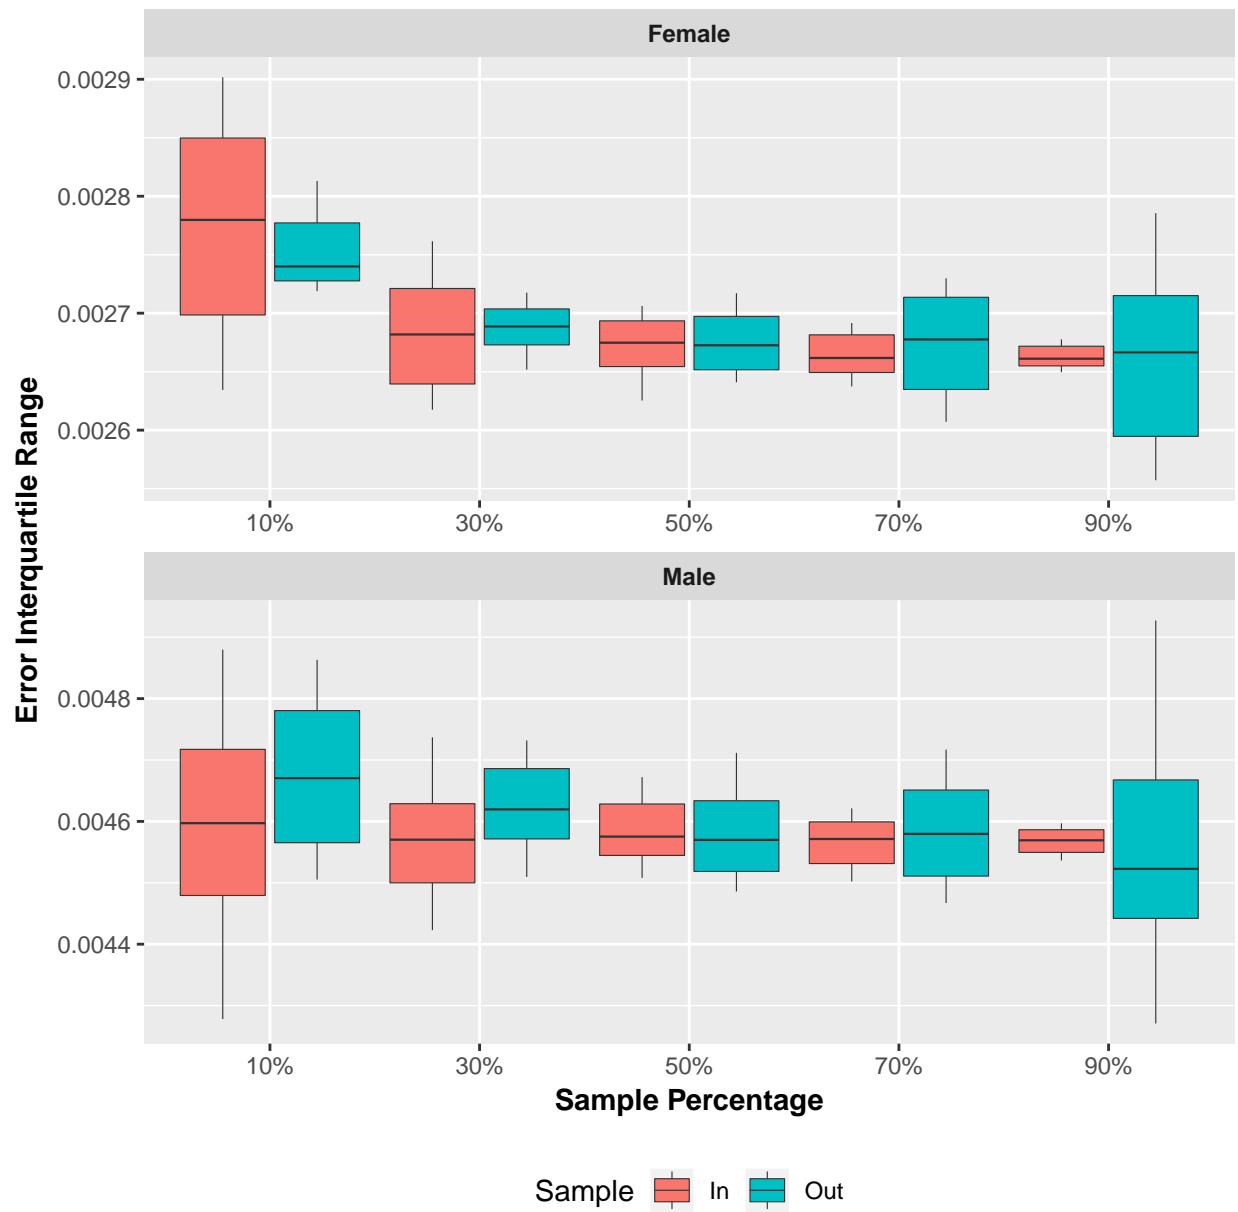 Female
0.0029
0.0028
0.0027
0.0026
10% 30% 50% 70% 90%
Error Interquartile Range
Male
0.0048
0.0046
0.0044
10% 30% 50% 70% 90%
Sample Percentage
Sample In Out